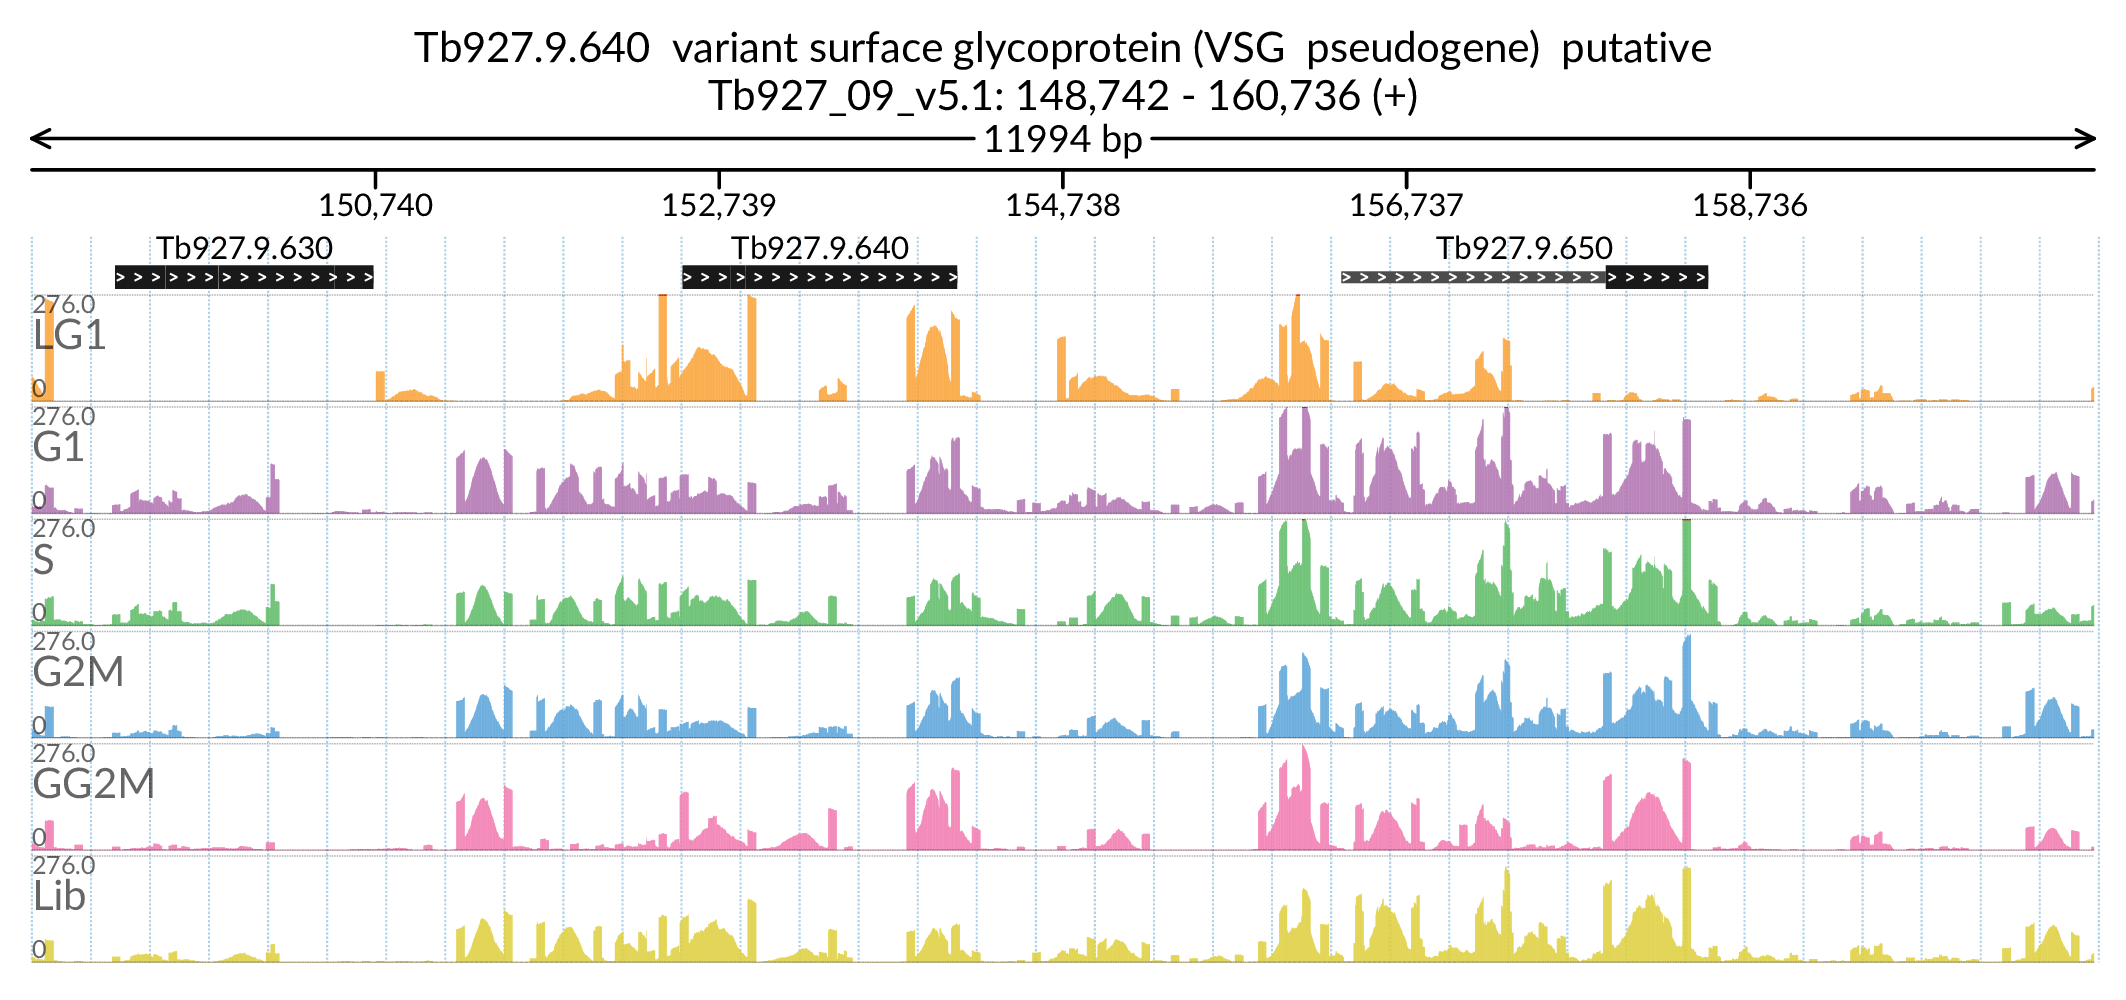 Tb927.9.640 variant surface glycoprotein (VSG pseudogene) putative
Tb927_09_v5.1: 148,742 - 160,736 (+)
11994 bp
150,740 152,739 154,738 156,737 158,736
Tb927.9.630 Tb927.9.640 Tb927.9.650
276.0
LG1
0
276.0
G1
0
276.0
S
0
276.0
G2M
0
276.0
GG2M
0
276.0
Lib
0